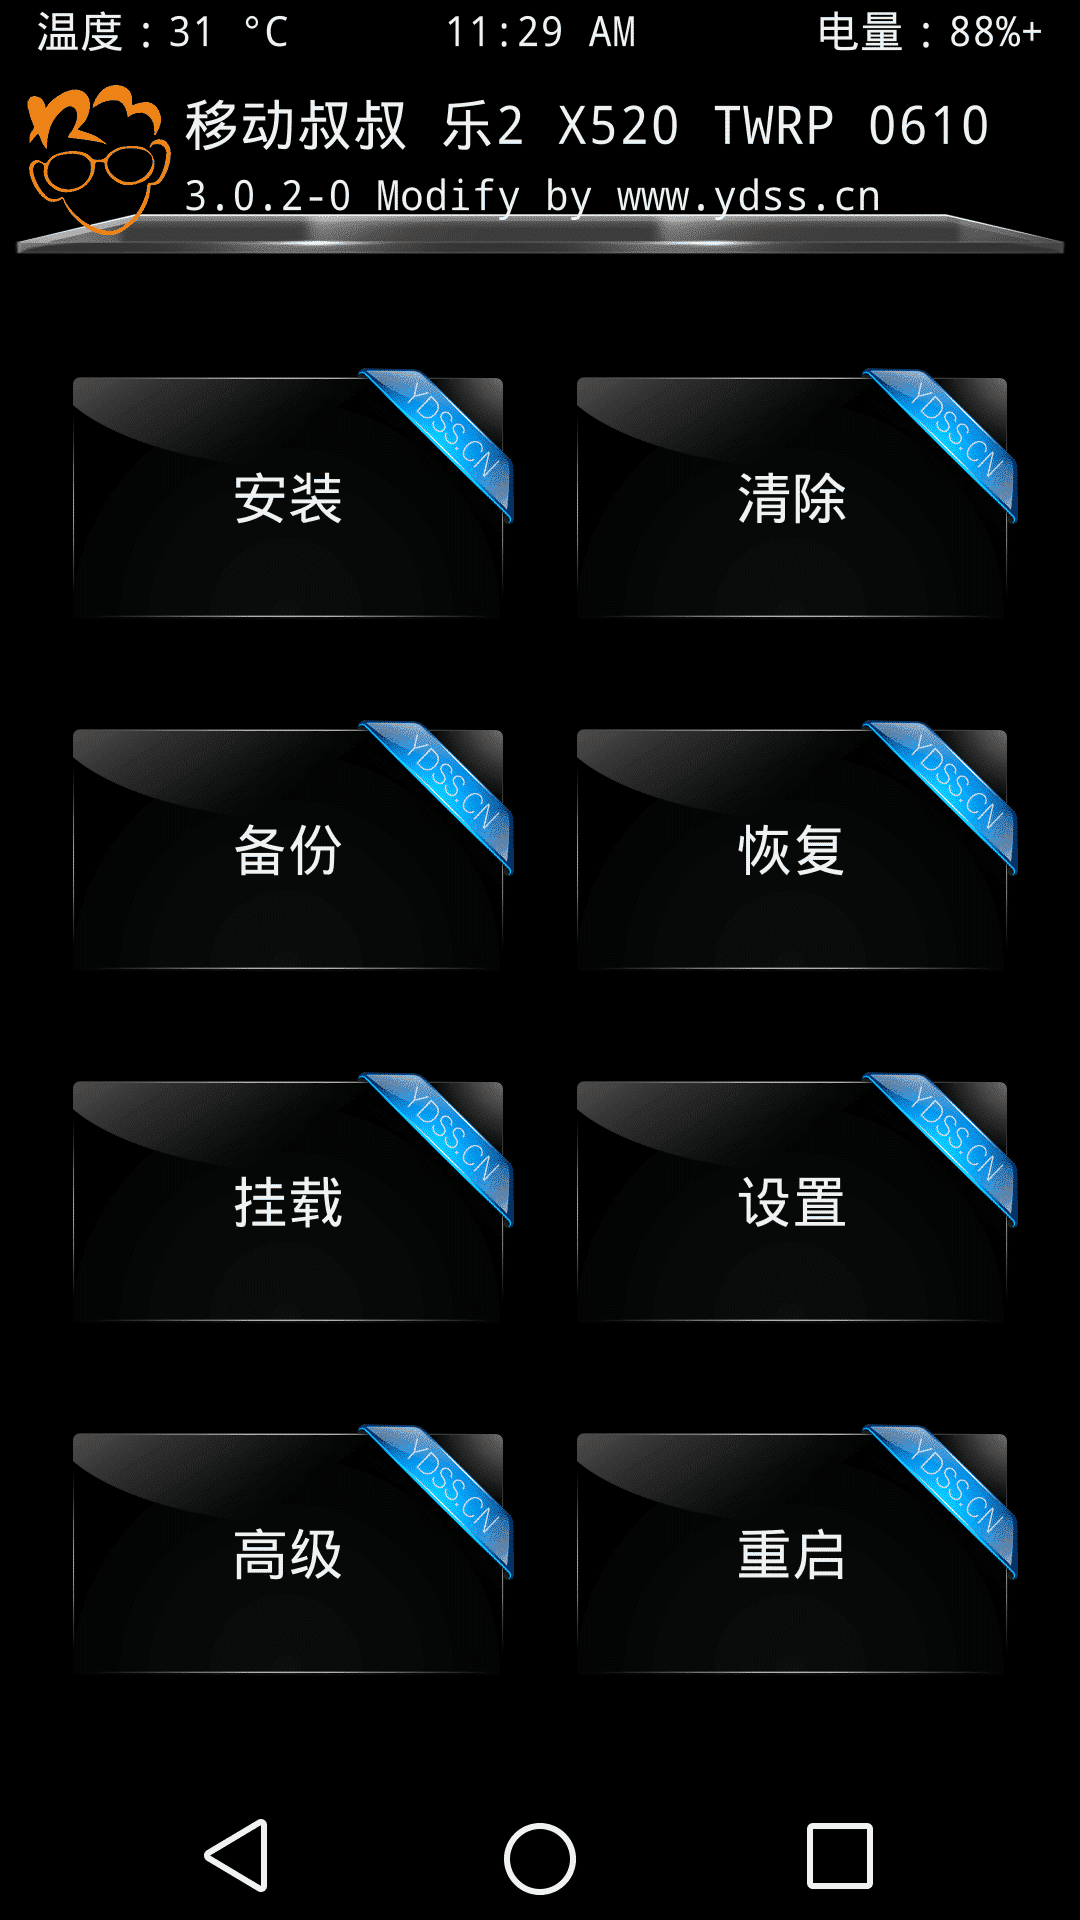 温度：31 °C 11:29 AM 电量：88%+
移动叔叔 乐2 X520 TWRP 0610
3.0.2-0 Modify by www.ydss.cn
YDSS.CN YDSS.CN
安装 清除
YDSS.CN YDSS.CN
备份 恢复
YDSS.CN YDSS.CN
挂载 设置
YDSS.CN YDSS.CN
高级 重启